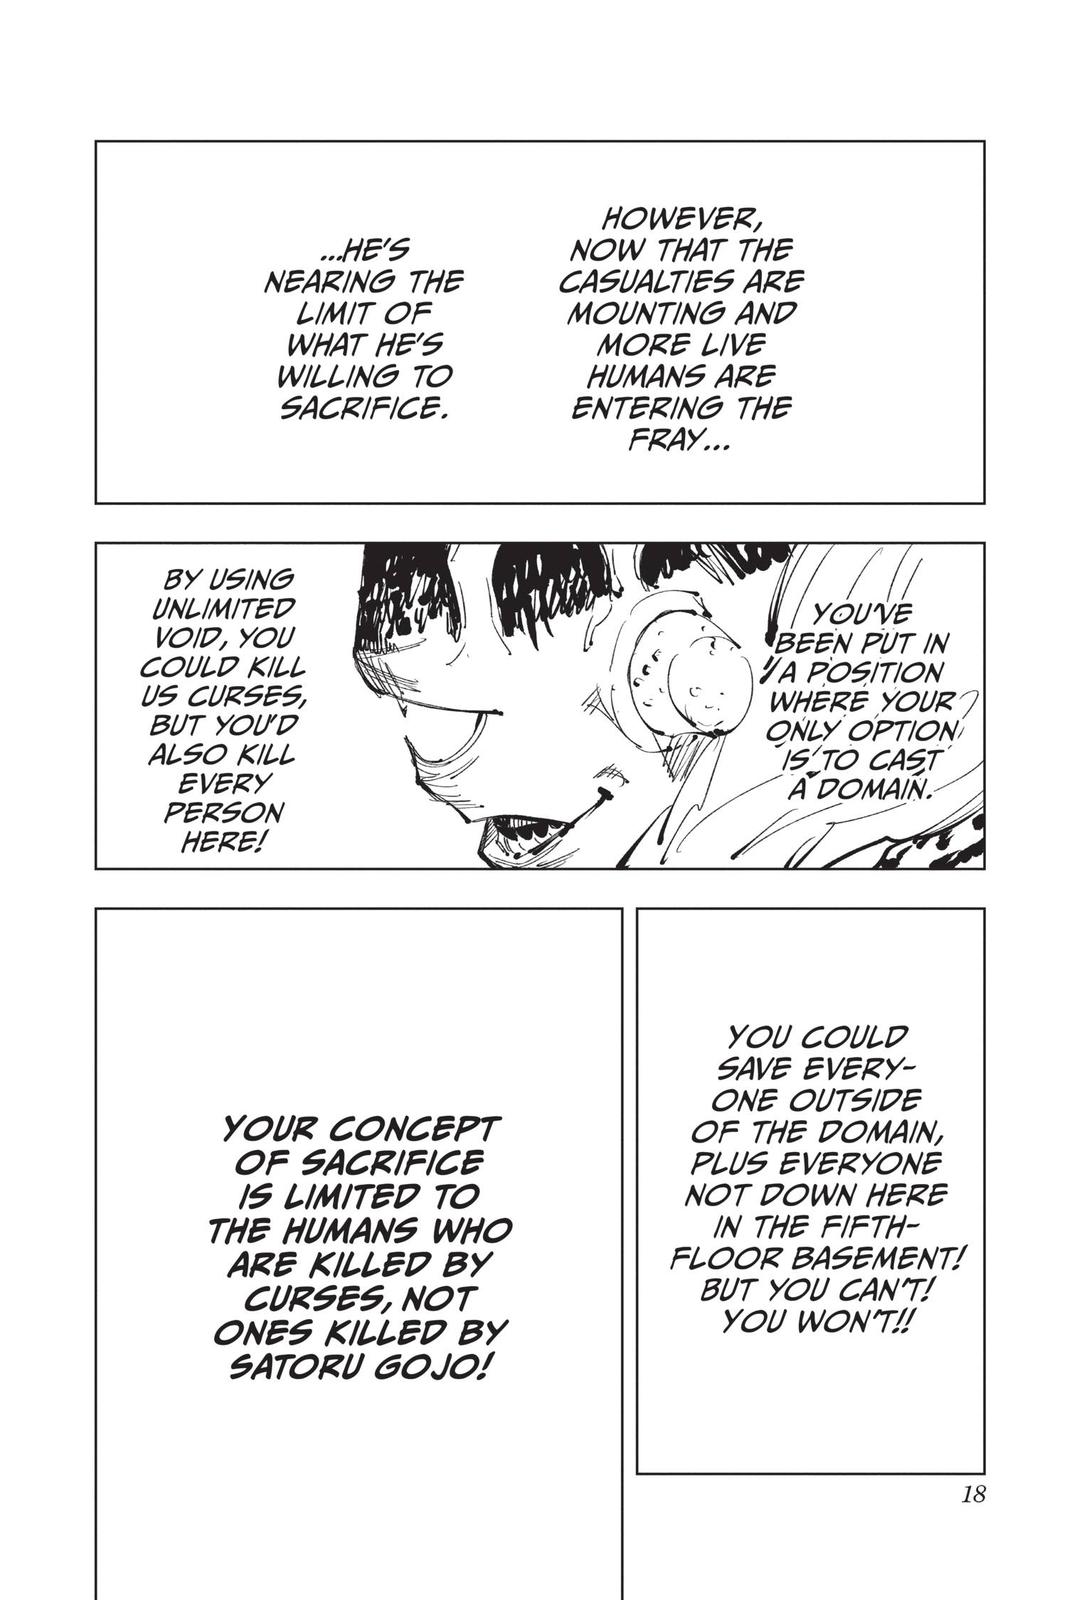 HOWEVER,
NOW THAT THE
CASUALTIES ARE
MOUNTING AND
MORE LIVE
HUMANS ARE
ENTERING THE
FRAY...
...HE'S
NEARING THE
LIMIT OF
WHAT HE'S
WILLING TO
SACRIFICE.
YOU'VE
BEEN PUT IN
A POSITION
WHERE YOUR
ONLY OPTION
IS TO CAST
A DOMAIN.
BY USING
UNLIMITED
VOID, YOU
COULD KILL
US CURSES,
BUT YOU'D
ALSO KILL
EVERY
PERSON
HERE!
YOU COULD
SAVE EVERY-
ONE OUTSIDE
OF THE DOMAIN,
PLUS EVERYONE
NOT DOWN HERE
IN THE FIFTH-
FLOOR BASEMENT!
BUT YOU CAN'T!
YOU WON'T!!
YOUR CONCEPT
OF SACRIFICE
IS LIMITED TO
THE HUMANS WHO
ARE KILLED BY
CURSES, NOT
ONES KILLED BY
SATORU GOJO!
18